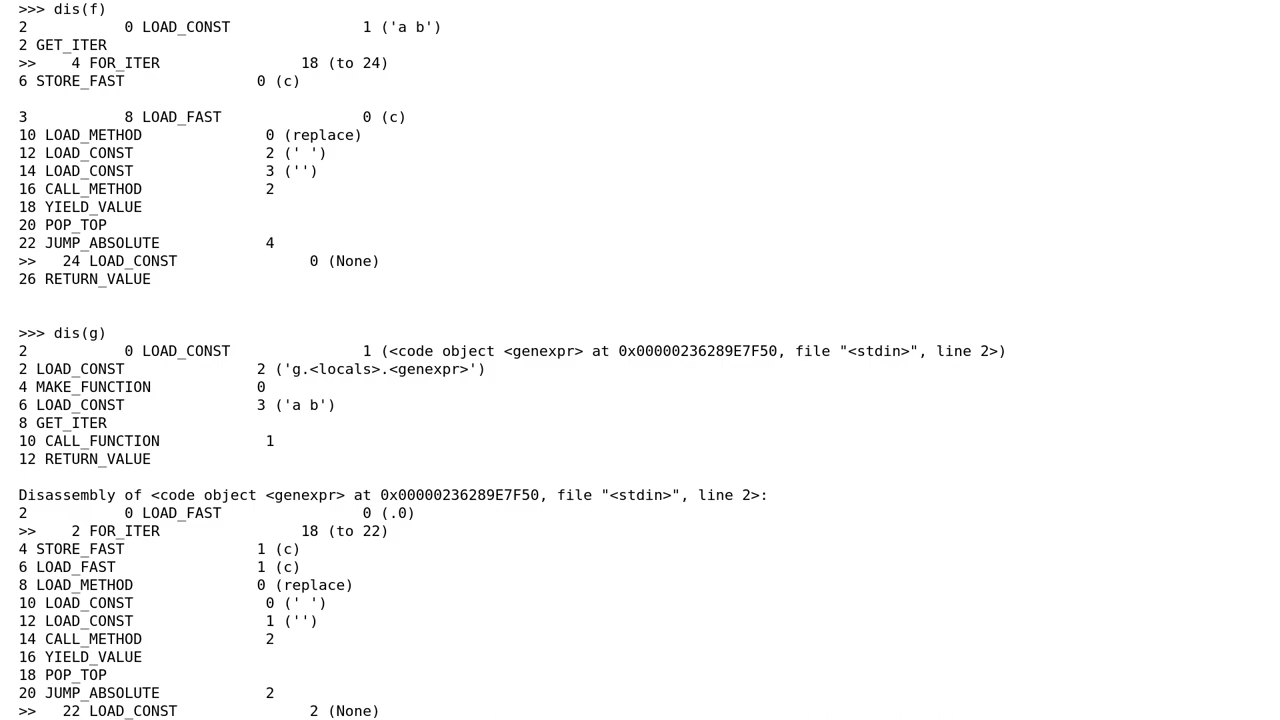 >>> dis(f)
2           0 LOAD_CONST               1 ('a b')
2 GET_ITER
>>    4 FOR_ITER                18 (to 24)
6 STORE_FAST               0 (c)

3           8 LOAD_FAST                0 (c)
10 LOAD_METHOD              0 (replace)
12 LOAD_CONST               2 (' ')
14 LOAD_CONST               3 ('')
16 CALL_METHOD              2
18 YIELD_VALUE
20 POP_TOP
22 JUMP_ABSOLUTE            4
>>   24 LOAD_CONST               0 (None)
26 RETURN_VALUE


>>> dis(g)
2           0 LOAD_CONST               1 (<code object <genexpr> at 0x00000236289E7F50, file "<stdin>", line 2>)
2 LOAD_CONST               2 ('g.<locals>.<genexpr>')
4 MAKE_FUNCTION            0
6 LOAD_CONST               3 ('a b')
8 GET_ITER
10 CALL_FUNCTION             1
12 RETURN_VALUE

Disassembly of <code object <genexpr> at 0x00000236289E7F50, file "<stdin>", line 2>:
2           0 LOAD_FAST                0 (.0)
>>    2 FOR_ITER                18 (to 22)
4 STORE_FAST               1 (c)
6 LOAD_FAST                1 (c)
8 LOAD_METHOD              0 (replace)
10 LOAD_CONST               0 (' ')
12 LOAD_CONST               1 ('')
14 CALL_METHOD              2
16 YIELD_VALUE
18 POP_TOP
20 JUMP_ABSOLUTE            2
>>   22 LOAD_CONST               2 (None)